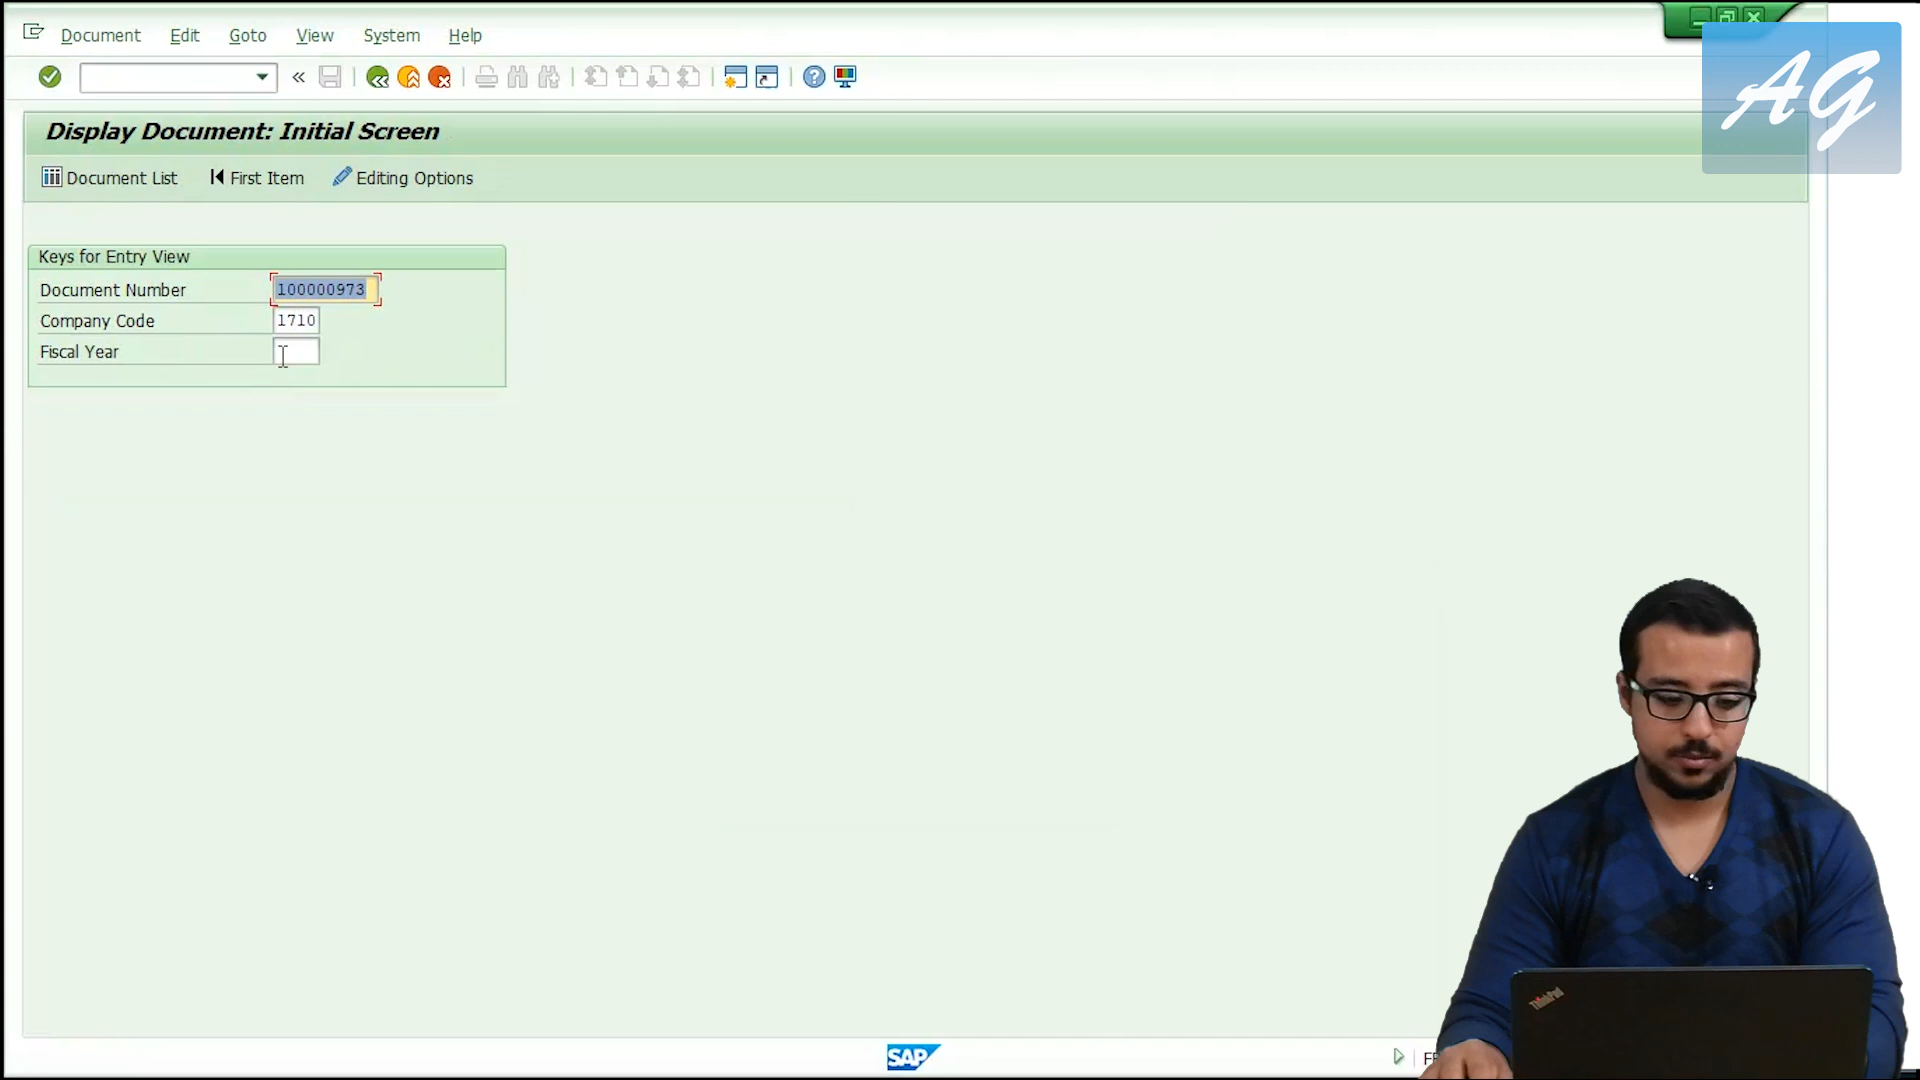 Document Edit Goto View System Help
AG
Display Document: Initial Screen
Document List First Item Editing Options
Keys for Entry View
Document Number 100000973
Company Code 1710
Fiscal Year
ThinkPad
SAP